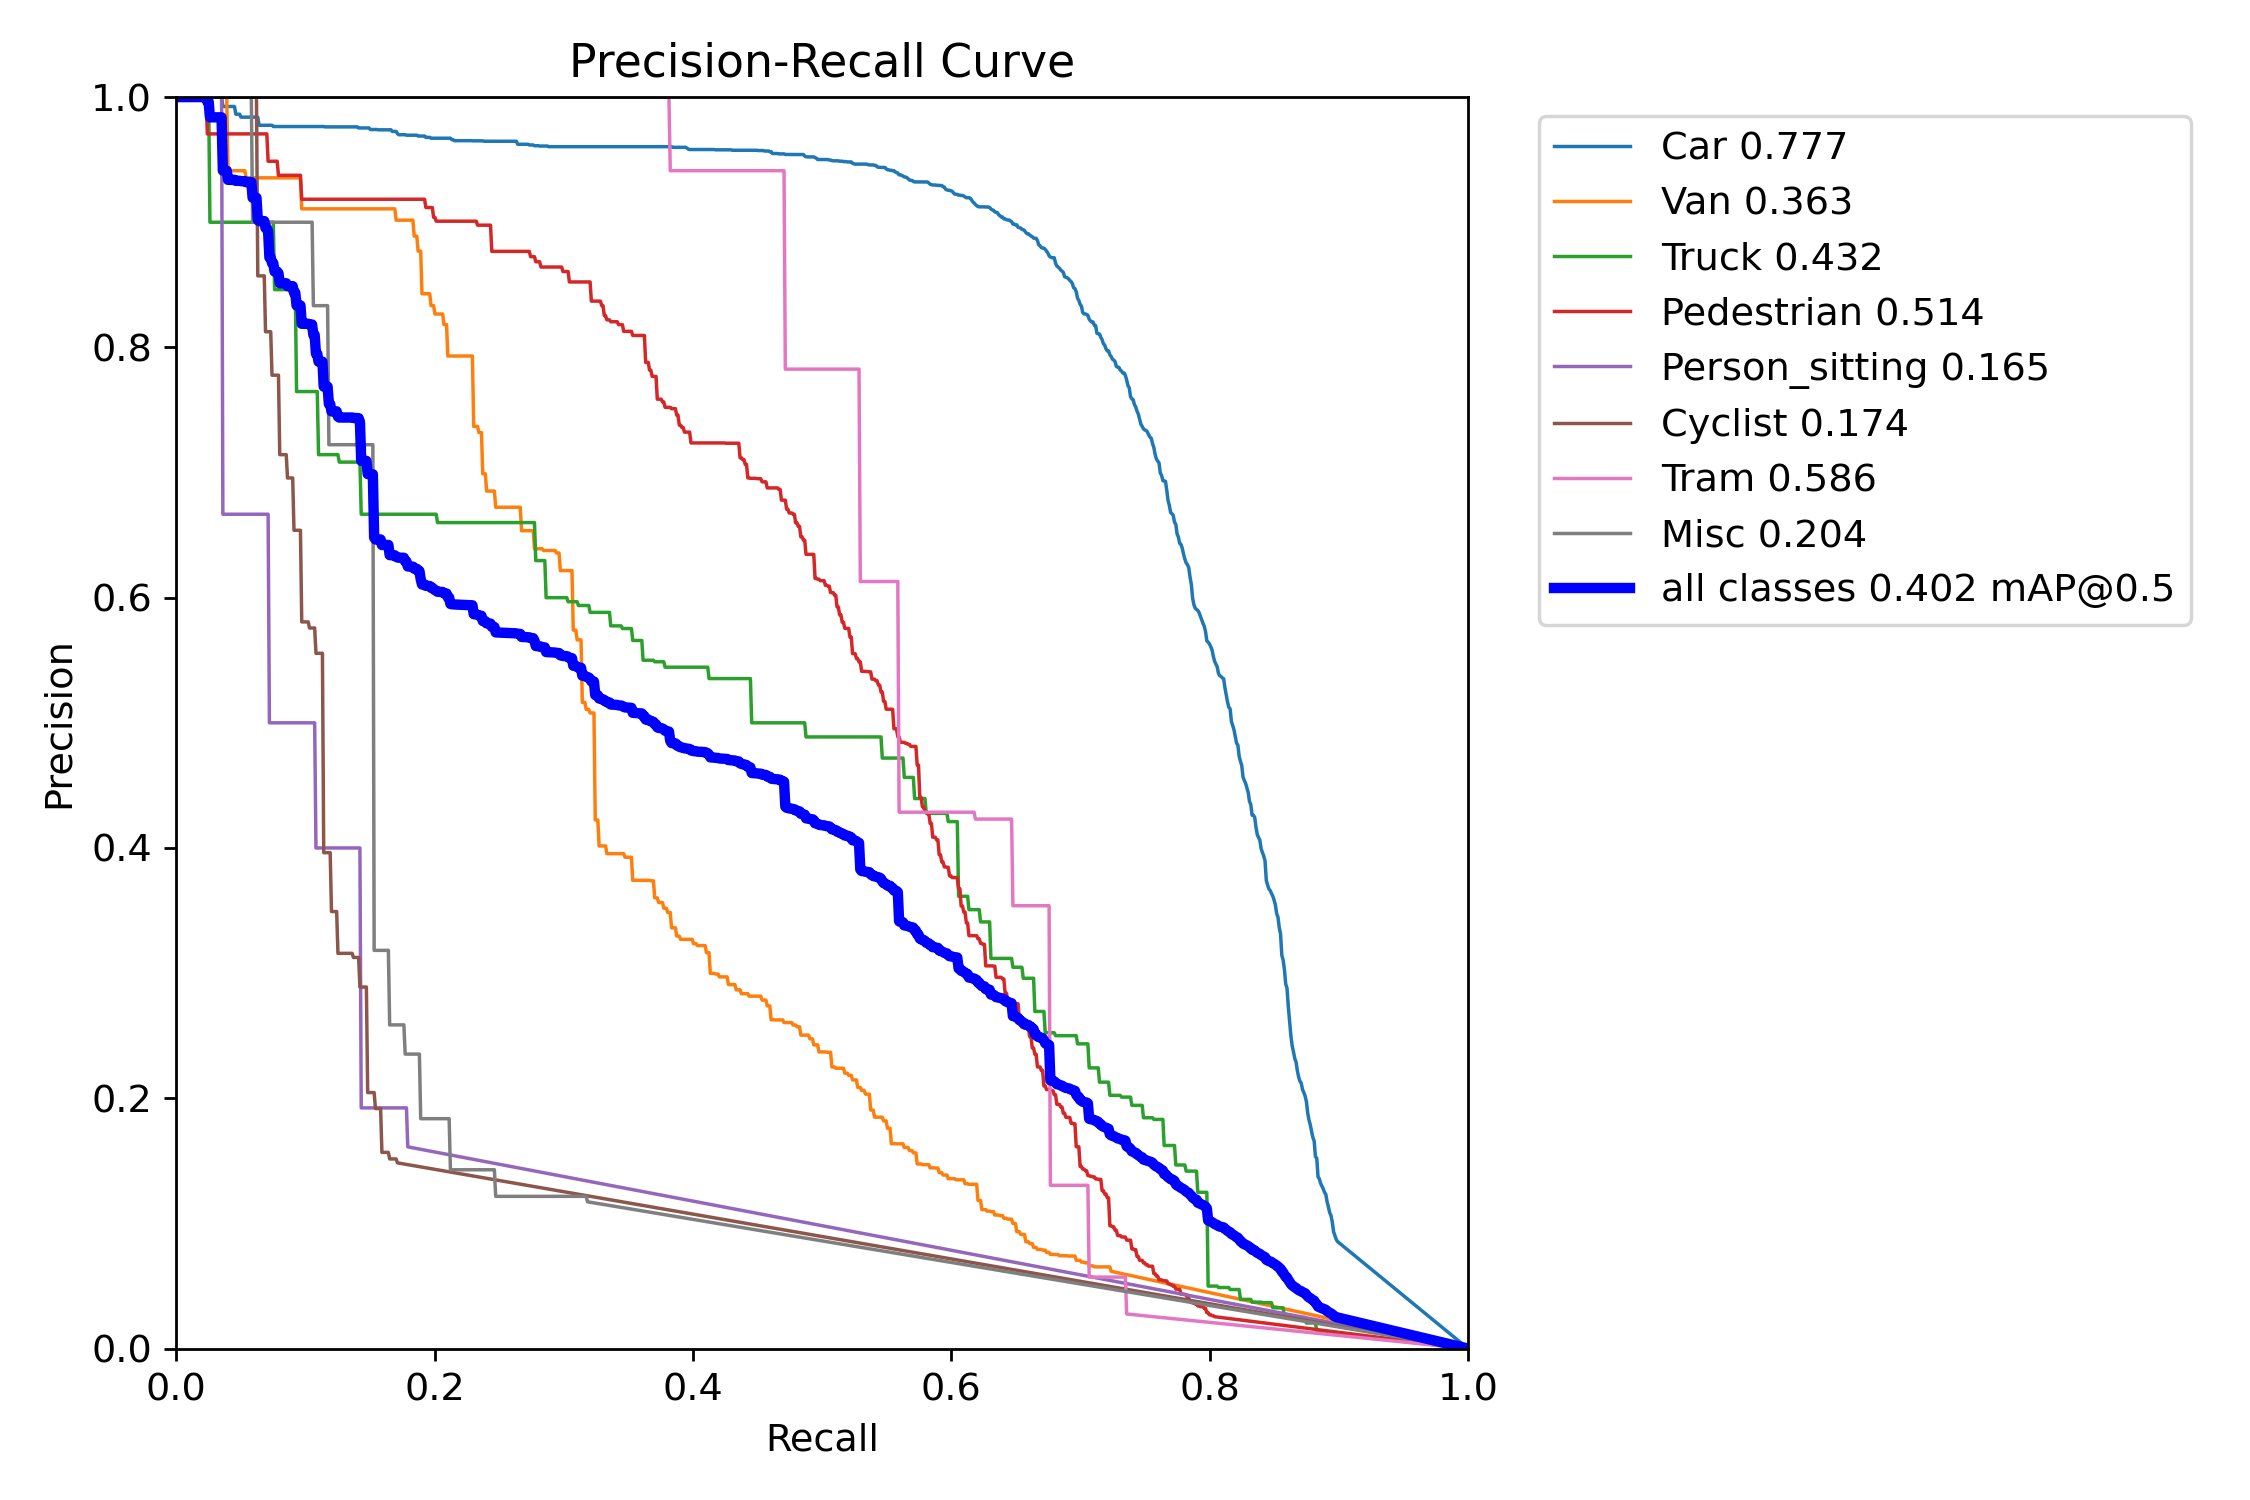 Precision-Recall Curve
1.0
0.8
0.6
0.4
0.2
0.0
Precision
0.0 0.2 0.4 0.6 0.8 1.0
Recall
Car 0.777
Van 0.363
Truck 0.432
Pedestrian 0.514
Person_sitting 0.165
Cyclist 0.174
Tram 0.586
Misc 0.204
all classes 0.402 mAP@0.5